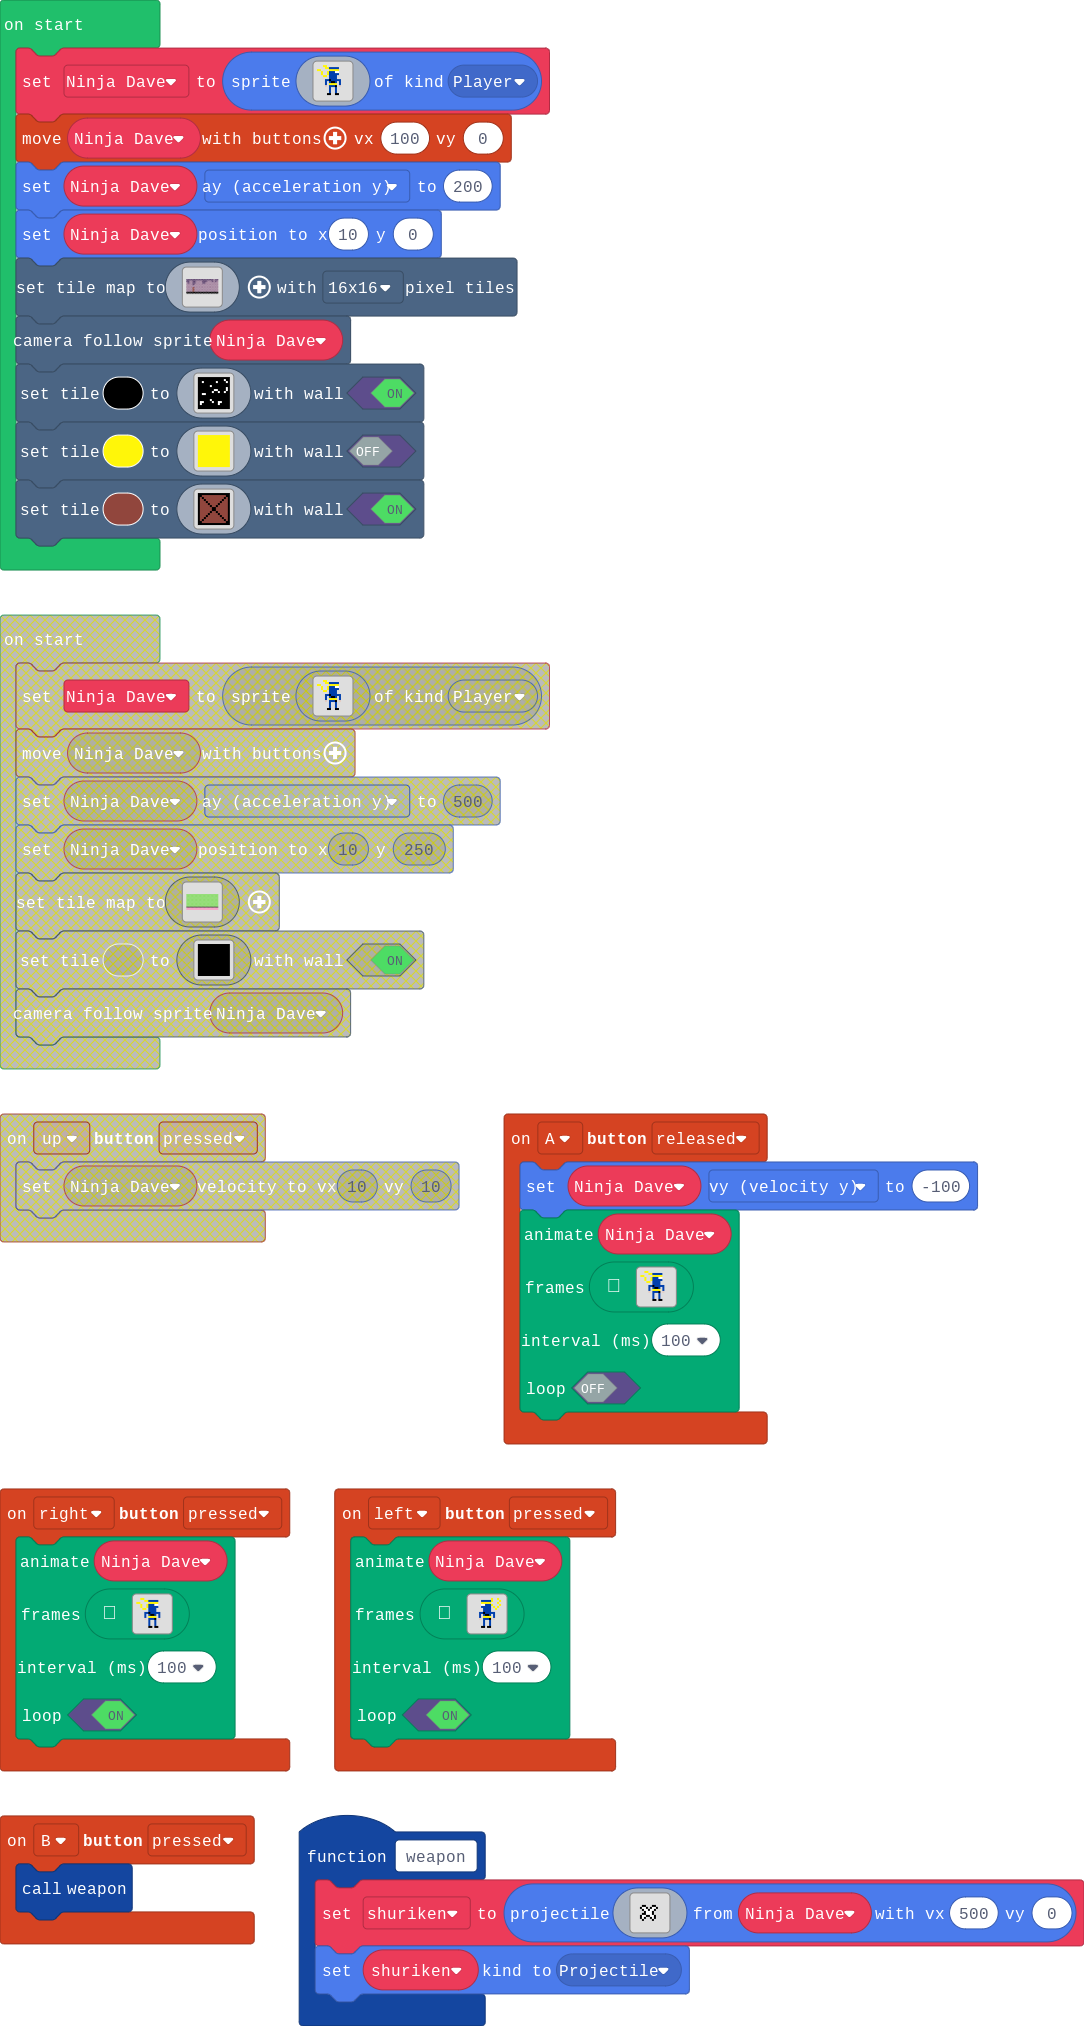 on start
set Ninja Dave to sprite of kind Player
move Ninja Dave with buttons vx 100 vy 0
set Ninja Dave ay (acceleration y) to 200
set Ninja Dave position to x 10 y 0
set tile map to with 16x16 pixel tiles
camera follow sprite Ninja Dave
set tile to with wall ON
set tile to with wall OFF
set tile to with wall ON
on start
set Ninja Dave to sprite of kind Player
move Ninja Dave with buttons
set Ninja Dave ay (acceleration y) to 500
set Ninja Dave position to x 10 y 250
set tile map to
set tile to with wall ON
camera follow sprite Ninja Dave
on up button pressed
set Ninja Dave velocity to vx 10 vy 10
on A button released
set Ninja Dave vy (velocity y) to -100
animate Ninja Dave
frames
interval (ms) 100
loop OFF
on right button pressed
animate Ninja Dave
frames
interval (ms) 100
loop ON
on left button pressed
animate Ninja Dave
frames
interval (ms) 100
loop ON
on B button pressed
call weapon
function weapon
set shuriken to projectile from Ninja Dave with vx 500 vy 0
set shuriken kind to Projectile